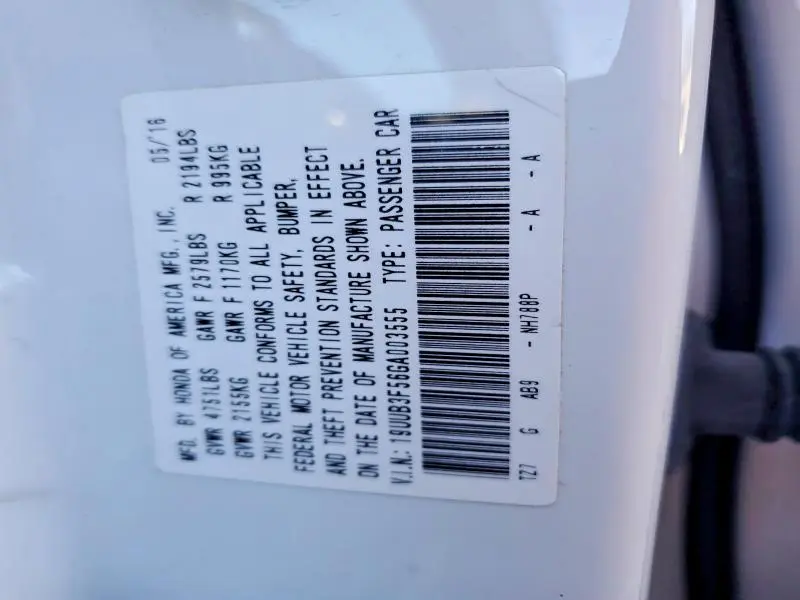 MFD. BY HONDA OF AMERICA MFG., INC. 05/'16
GVWR 4751LBS GAWR F 2579LBS R 2194LBS
GVWR 2155KG GAWR F 1170KG R 995KG
THIS VEHICLE CONFORMS TO ALL APPLICABLE
FEDERAL MOTOR VEHICLE SAFETY, BUMPER,
AND THEFT PREVENTION STANDARDS IN EFFECT
ON THE DATE OF MANUFACTURE SHOWN ABOVE.
V.I.N.: 19UUB3F56GA003555 TYPE: PASSENGER CAR
TZ7 G AB9 - NH788P - A - A